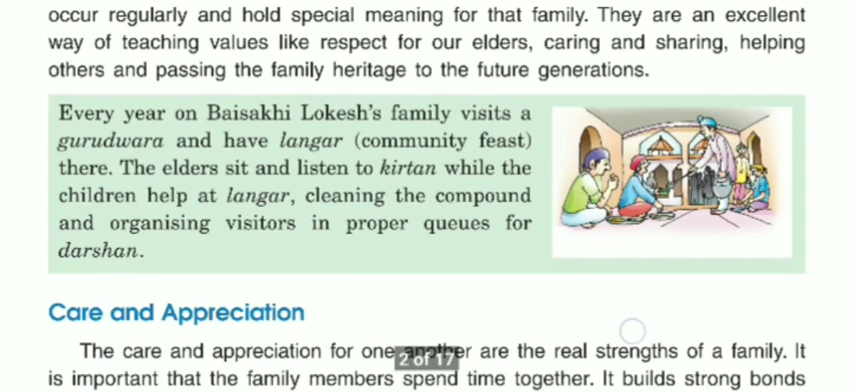 occur regularly and hold special meaning for that family. They are an excellent
way of teaching values like respect for our elders, caring and sharing, helping
others and passing the family heritage to the future generations.
Every year on Baisakhi Lokesh's family visits a
gurudwara and have langar (community feast)
there. The elders sit and listen to kirtan while the
children help at langar, cleaning the compound
and organising visitors in proper queues for
darshan.
Care and Appreciation
The care and appreciation for one another are the real strengths of a family. It
2 of 17
is important that the family members spend time together. It builds strong bonds